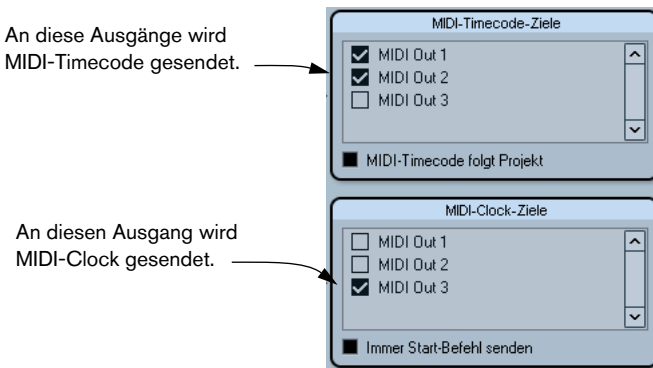 An diese Ausgänge wird
MIDI-Timecode gesendet.
MIDI-Timecode-Ziele
MIDI Out 1
MIDI Out 2
MIDI Out 3
MIDI-Timecode folgt Projekt
An diesen Ausgang wird
MIDI-Clock gesendet.
MIDI-Clock-Ziele
MIDI Out 1
MIDI Out 2
MIDI Out 3
Immer Start-Befehl senden